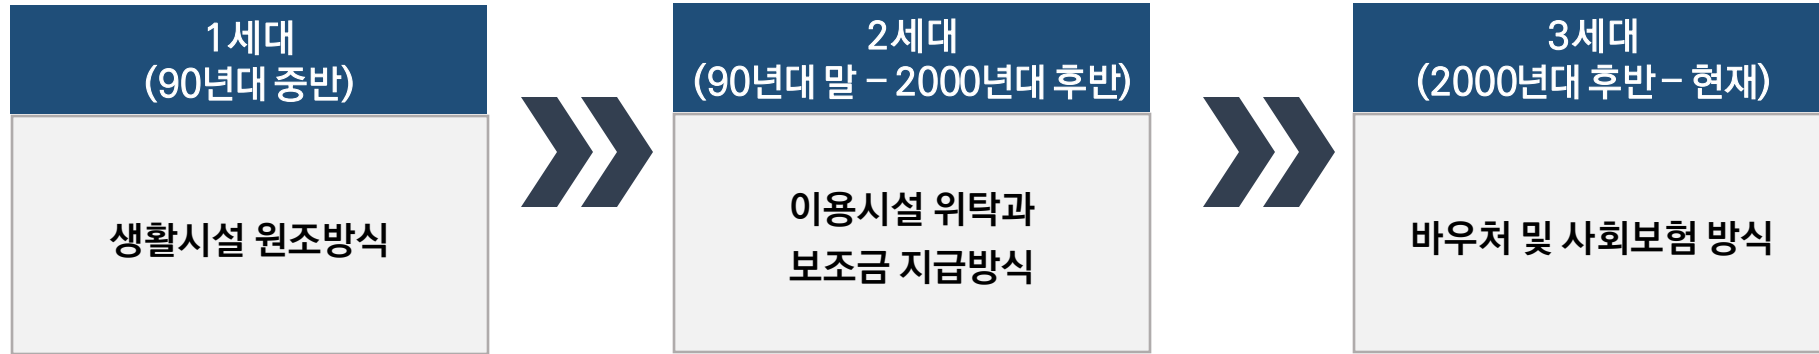 1세대
(90년대 중반)
생활시설 원조방식
2세대
(90년대 말 – 2000년대 후반)
이용시설 위탁과
보조금 지급방식
3세대
(2000년대 후반 – 현재)
바우처 및 사회보험 방식